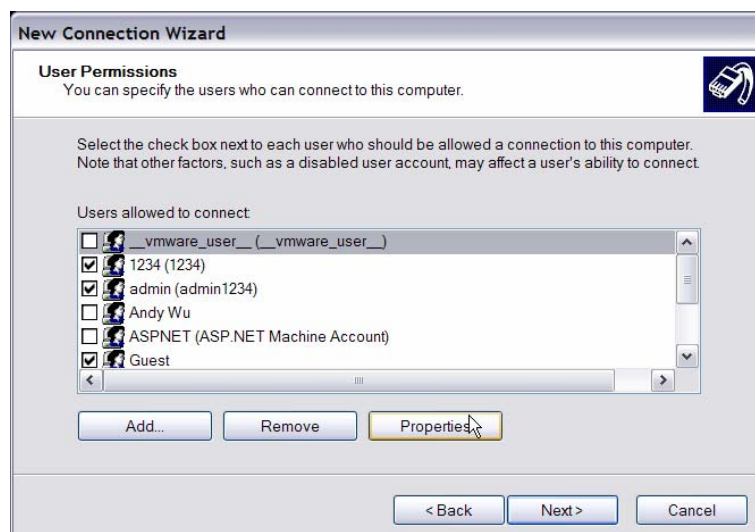 New Connection Wizard
User Permissions
You can specify the users who can connect to this computer.
Select the check box next to each user who should be allowed a connection to this computer.
Note that other factors, such as a disabled user account, may affect a user's ability to connect.
Users allowed to connect:
__vmware_user__ (__vmware_user__)
1234 (1234)
admin (admin1234)
Andy Wu
ASPNET (ASP.NET Machine Account)
Guest
Add...
Remove
Properties
< Back
Next >
Cancel